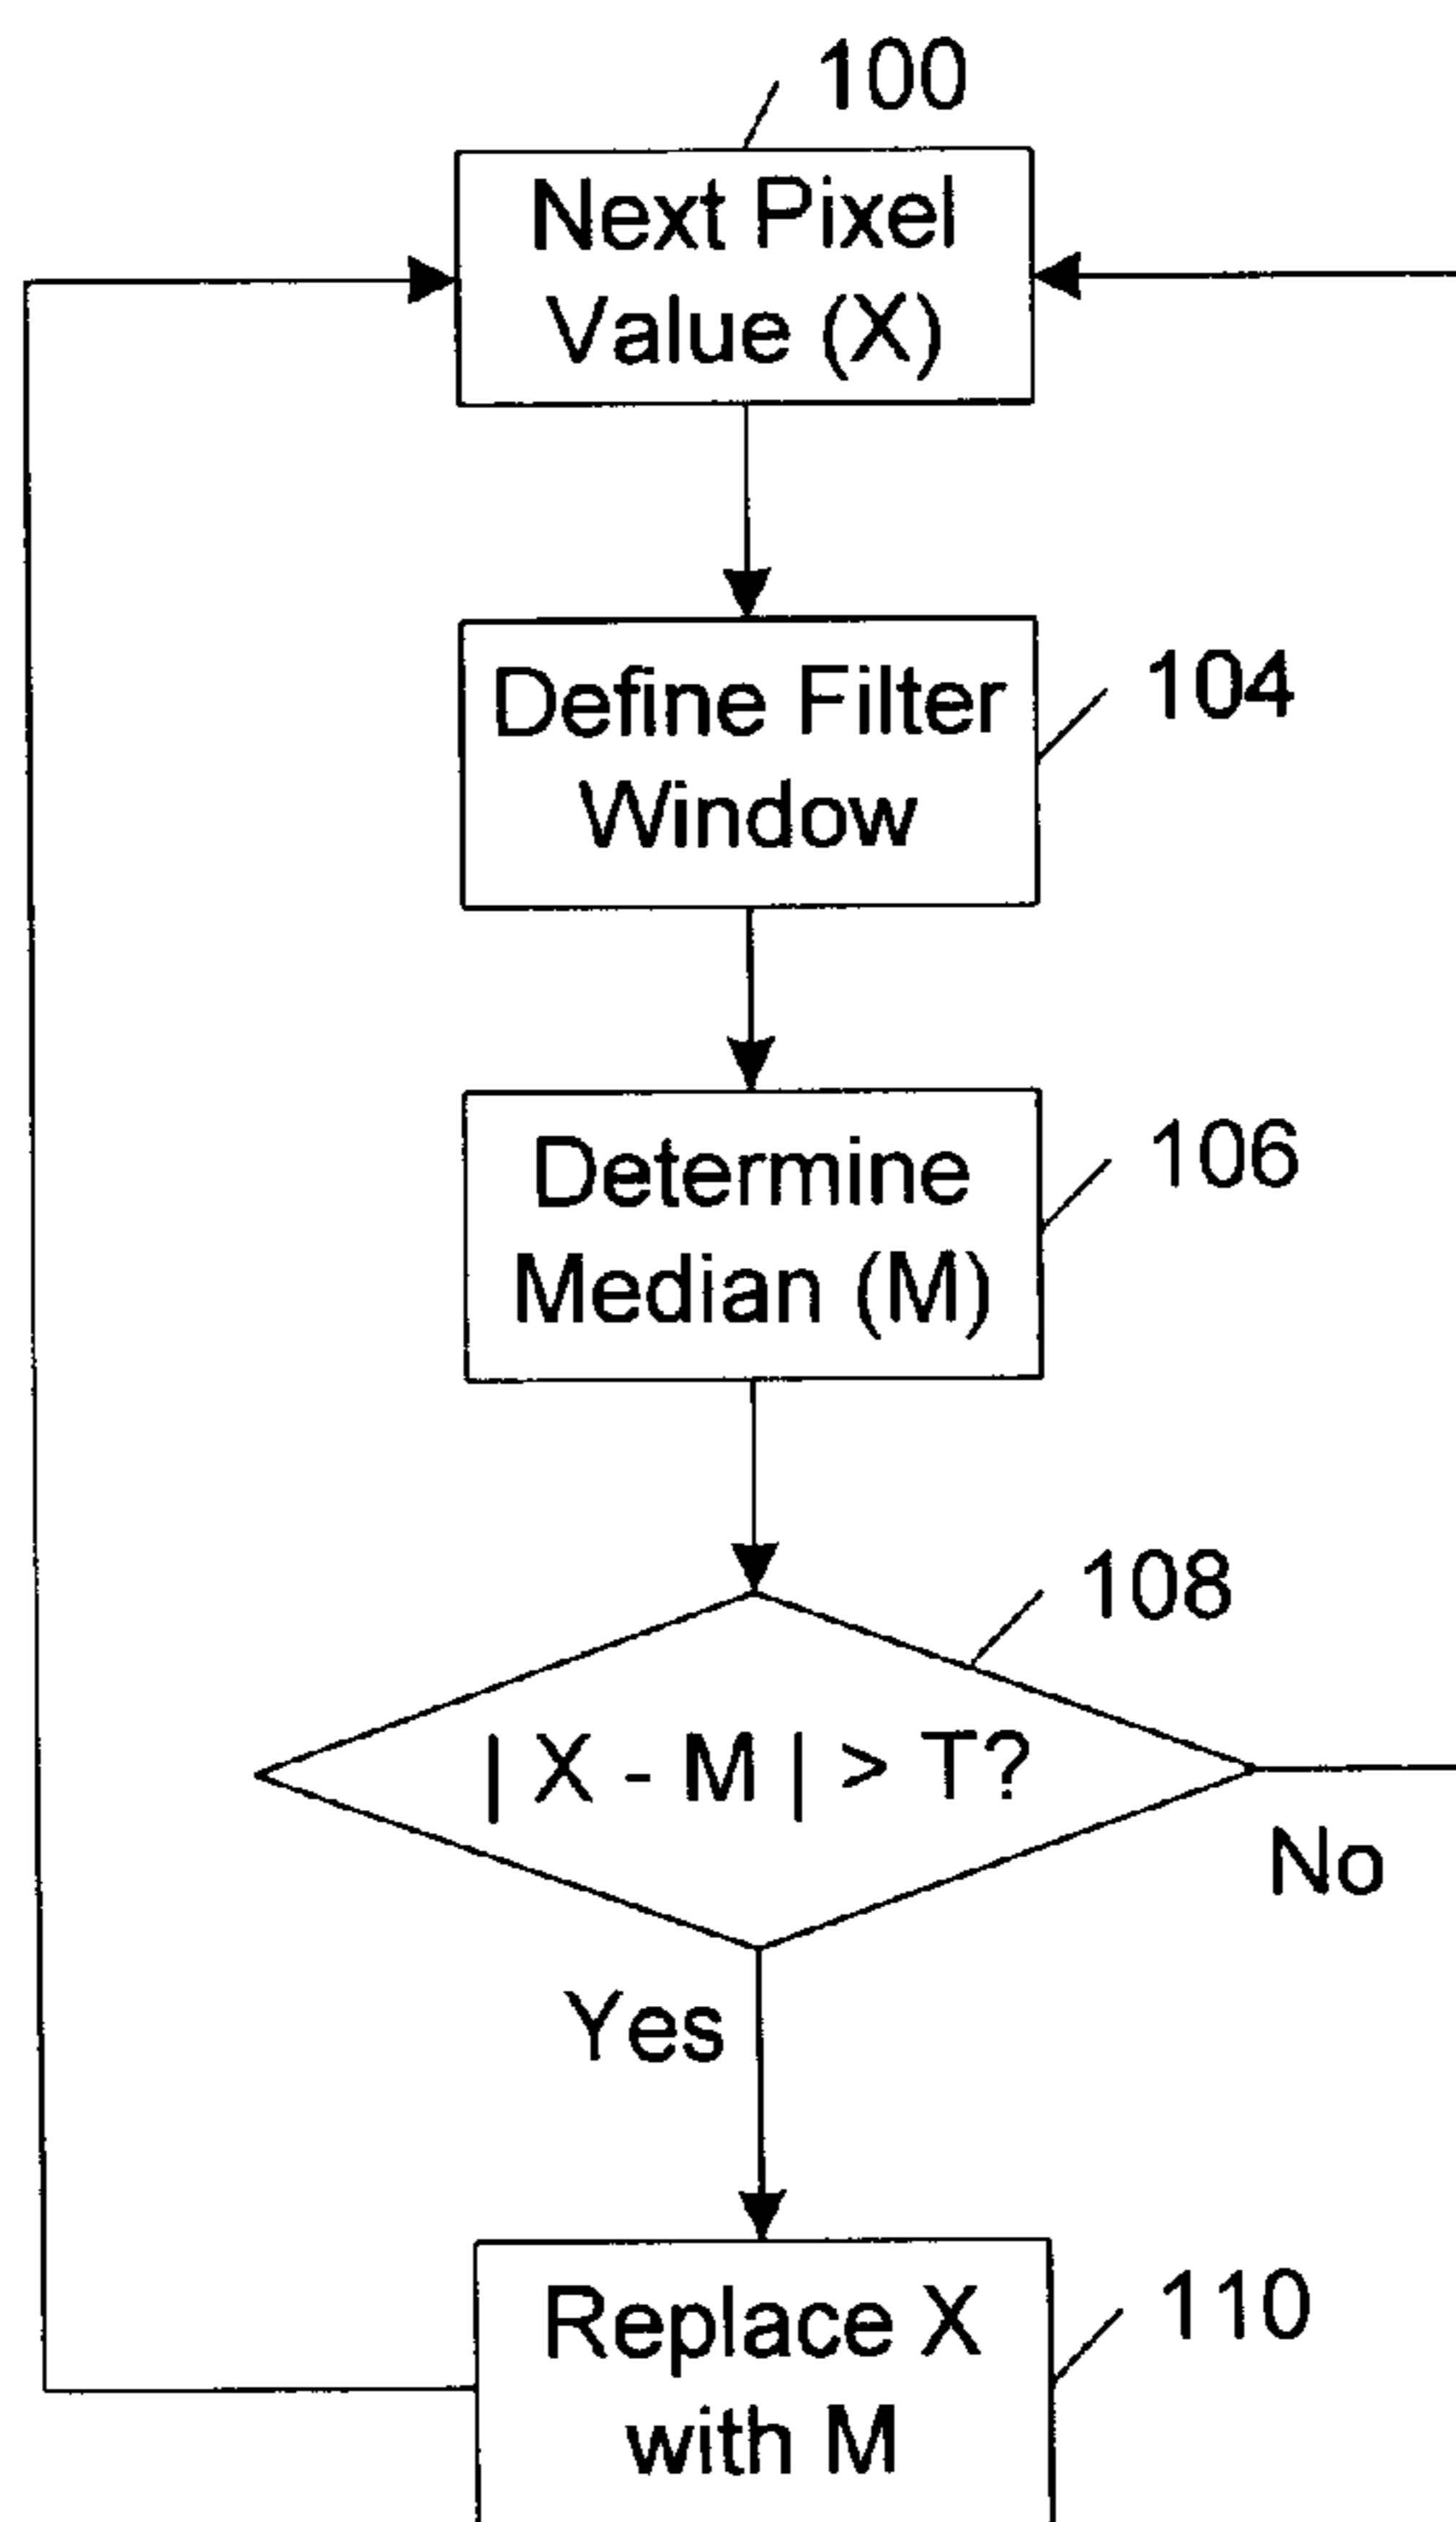 100
Next Pixel
Value (X)
Define Filter
Window
104
Determine
Median (M)
106
108
| X - M | > T?
No
Yes
Replace X
with M
110